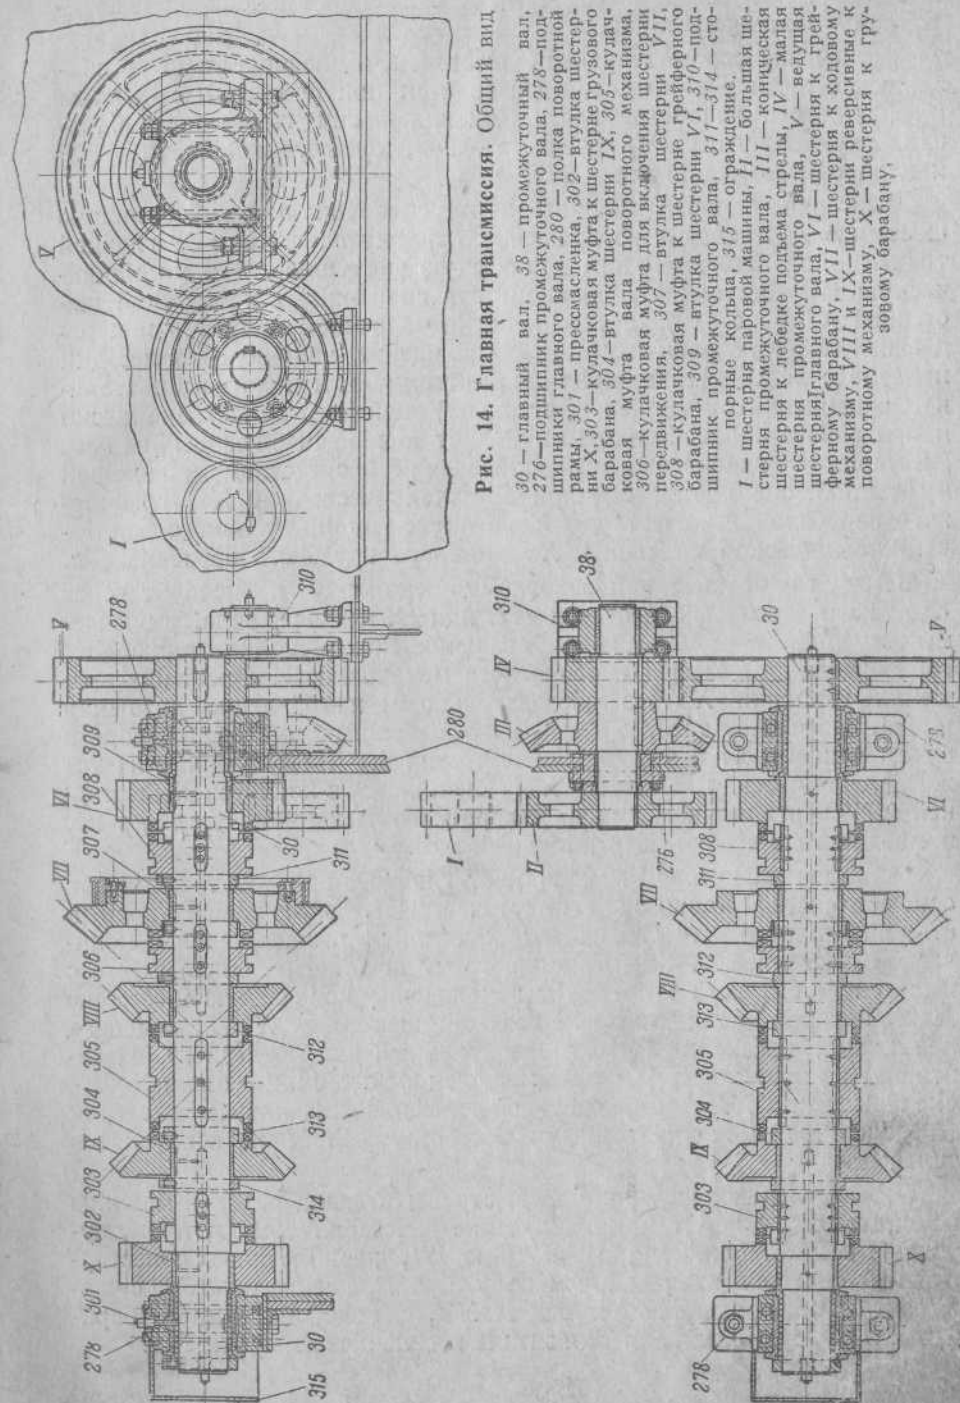 Рис. 14. Главная трансмиссия. Общий вид
30 — главный вал, 38 — промежуточный вал,
276—подшипник промежуточного вала, 278—под-
шипники главного вала, 280 — полка поворотной
рамы, 301 — прессмасленка, 302—втулка шестер-
ни X, 303—кулачковая муфта к шестерне грузового
барабана, 304—втулка шестерни IX, 305—кулач-
ковая муфта вала поворотного механизма,
306—кулачковая муфта для включения шестерни
передвижения, 307—втулка шестерни VII,
308—кулачковая муфта к шестерне грейферного
барабана, 309 — втулка шестерни VI, 310—под-
шипник промежуточного вала, 311—314 — сто-
порные кольца, 315 — ограждение.
I — шестерня паровой машины, II — большая ше-
стерня промежуточного вала, III — коническая
шестерня к лебедке подъема стрелы, IV — малая
шестерня промежуточного вала, V — ведущая
шестерня главного вала, VI — шестерня к грей-
ферному барабану, VII — шестерня к ходовому
механизму, VIII и IX—шестерни реверсивные к
поворотному механизму, X — шестерня к гру-
зовому барабану.
V
I
278
301
X
302
303
IX
304
305
VIII
306
VII
307
VI
308
309
278
V
315
30
314
313
312
311
30
280
310
I
II
III
IV
310
38
276
278
303
IX
304
305
313
VIII
312
VII
311
308
30
X
VI
278
V